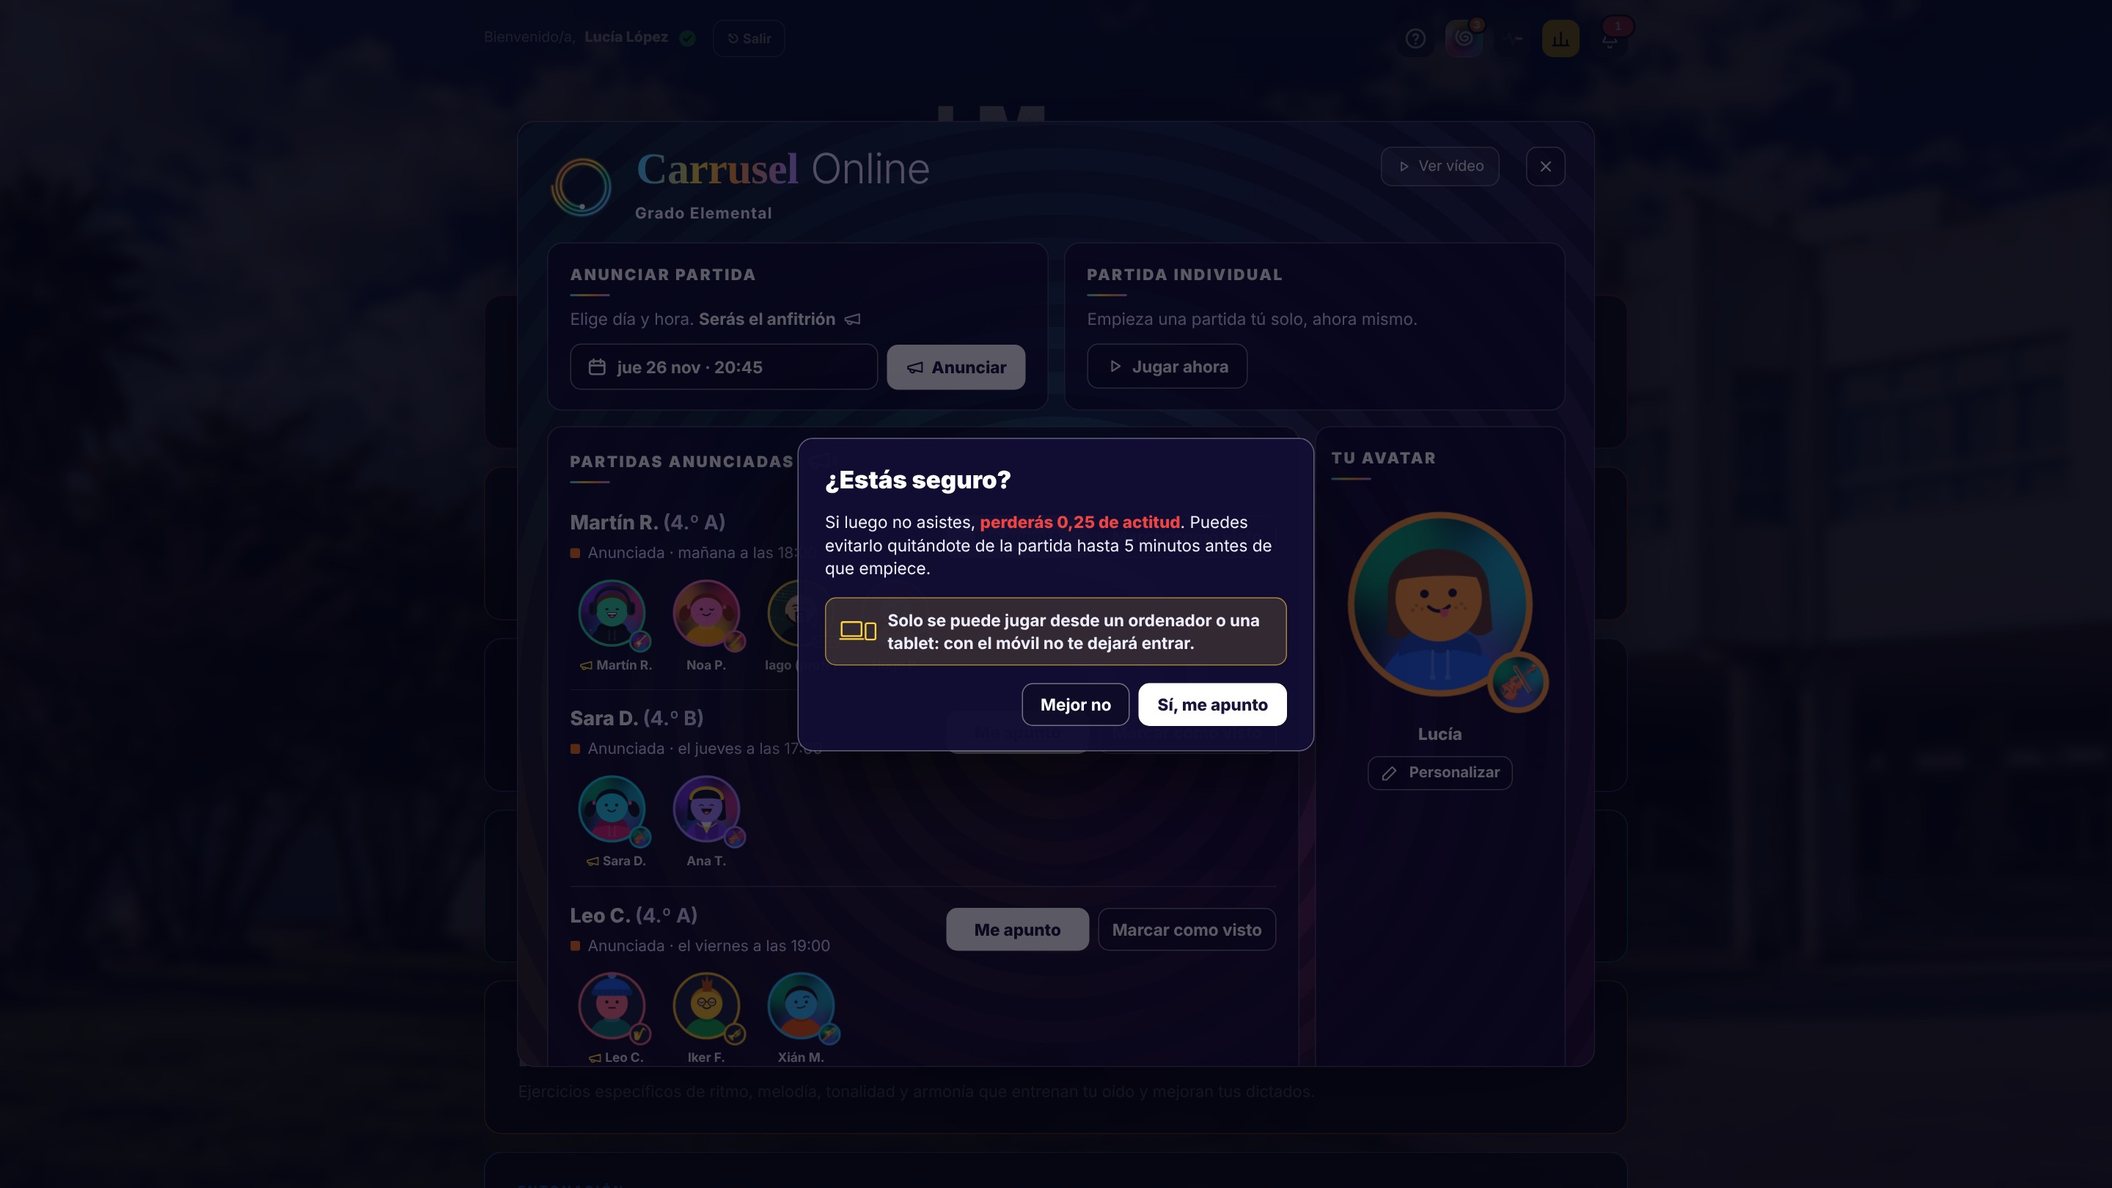 Bienvenido/a, Lucía López
Salir
3
1
Carrusel Online
Grado Elemental
Ver vídeo
ANUNCIAR PARTIDA
Elige día y hora. Serás el anfitrión
jue 26 nov · 20:45
Anunciar
PARTIDA INDIVIDUAL
Empieza una partida tú solo, ahora mismo.
Jugar ahora
PARTIDAS ANUNCIADAS
Martín R. (4.º A)
Anunciada · mañana a las 18:
Martín R.
Noa P.
Iago
¿Estás seguro?
Si luego no asistes, perderás 0,25 de actitud. Puedes
evitarlo quitándote de la partida hasta 5 minutos antes de
que empiece.
Solo se puede jugar desde un ordenador o una
tablet: con el móvil no te dejará entrar.
Mejor no
Sí, me apunto
Sara D. (4.º B)
Anunciada · el jueves a las 17:
Me apunto
Marcar como visto
Sara D.
Ana T.
Leo C. (4.º A)
Anunciada · el viernes a las 19:00
Me apunto
Marcar como visto
Leo C.
Iker F.
Xián M.
TU AVATAR
Lucía
Personalizar
Ejercicios específicos de ritmo, melodía, tonalidad y armonía que entrenan tu oído y mejoran tus dictados.